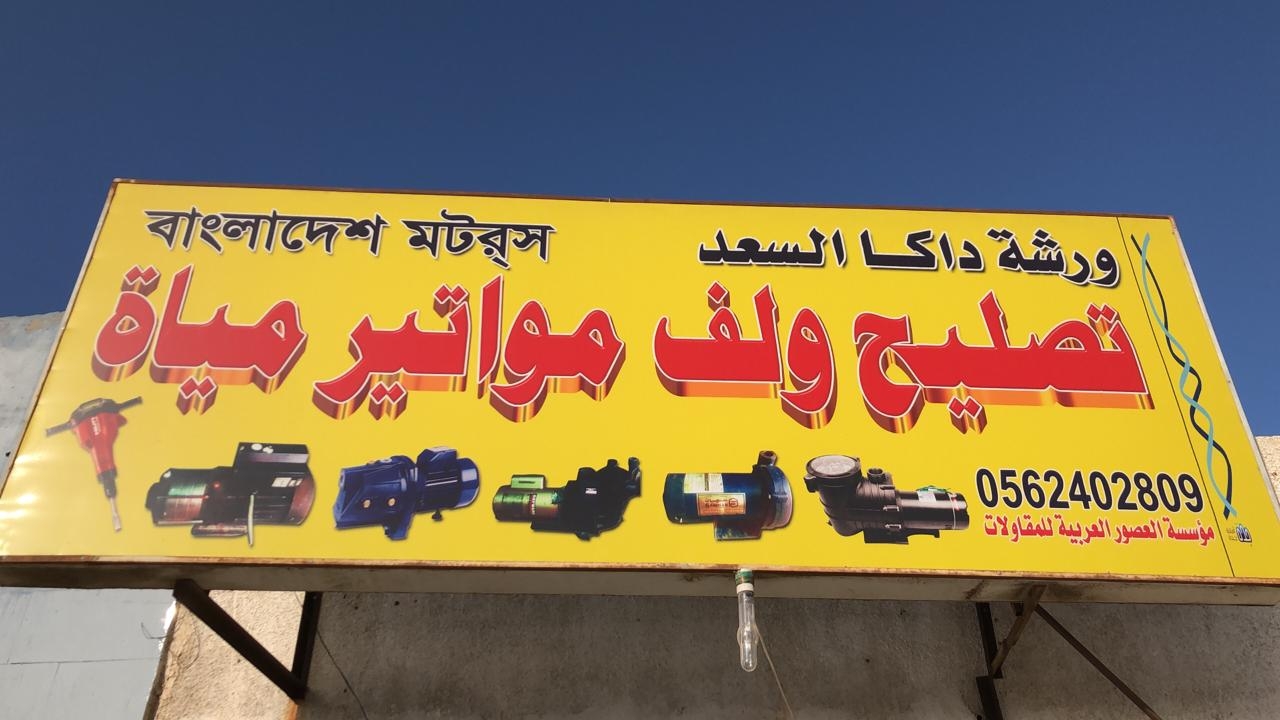 ورشة داكا السعد
বাংলাদেশ মটর্‌স
تصليح ولف مواتير مياة
0562402809
مؤسسة العصور العربية للمقاولات